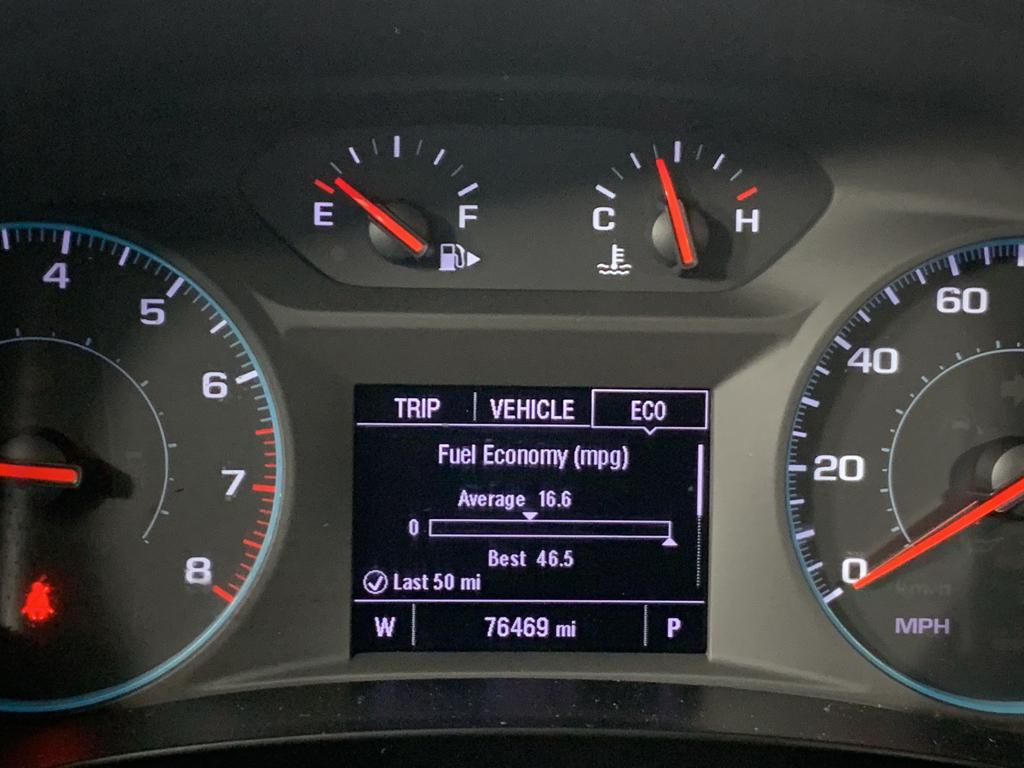 E F
C H
4
5
6
7
8
60
40
20
0
MPH
TRIP VEHICLE ECO
Fuel Economy (mpg)
Average 16.6
0
Best 46.5
Last 50 mi
W 76469 mi P